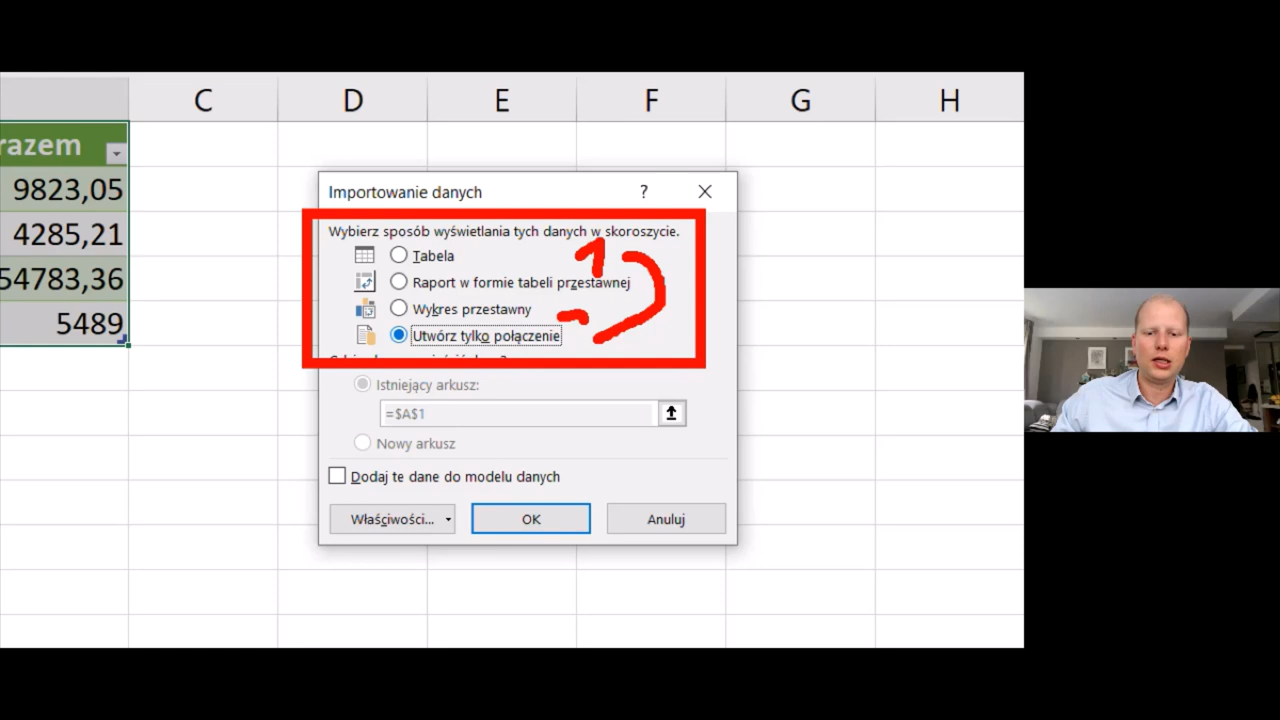 C D E F G H
razem
9823,05
4285,21
54783,36
5489
Importowanie danych ? X
Wybierz sposób wyświetlania tych danych w skoroszycie.
Tabela
Raport w formie tabeli przestawnej
Wykres przestawny
Utwórz tylko połączenie
Istniejący arkusz:
=$A$1
Nowy arkusz
Dodaj te dane do modelu danych
Właściwości... OK Anuluj